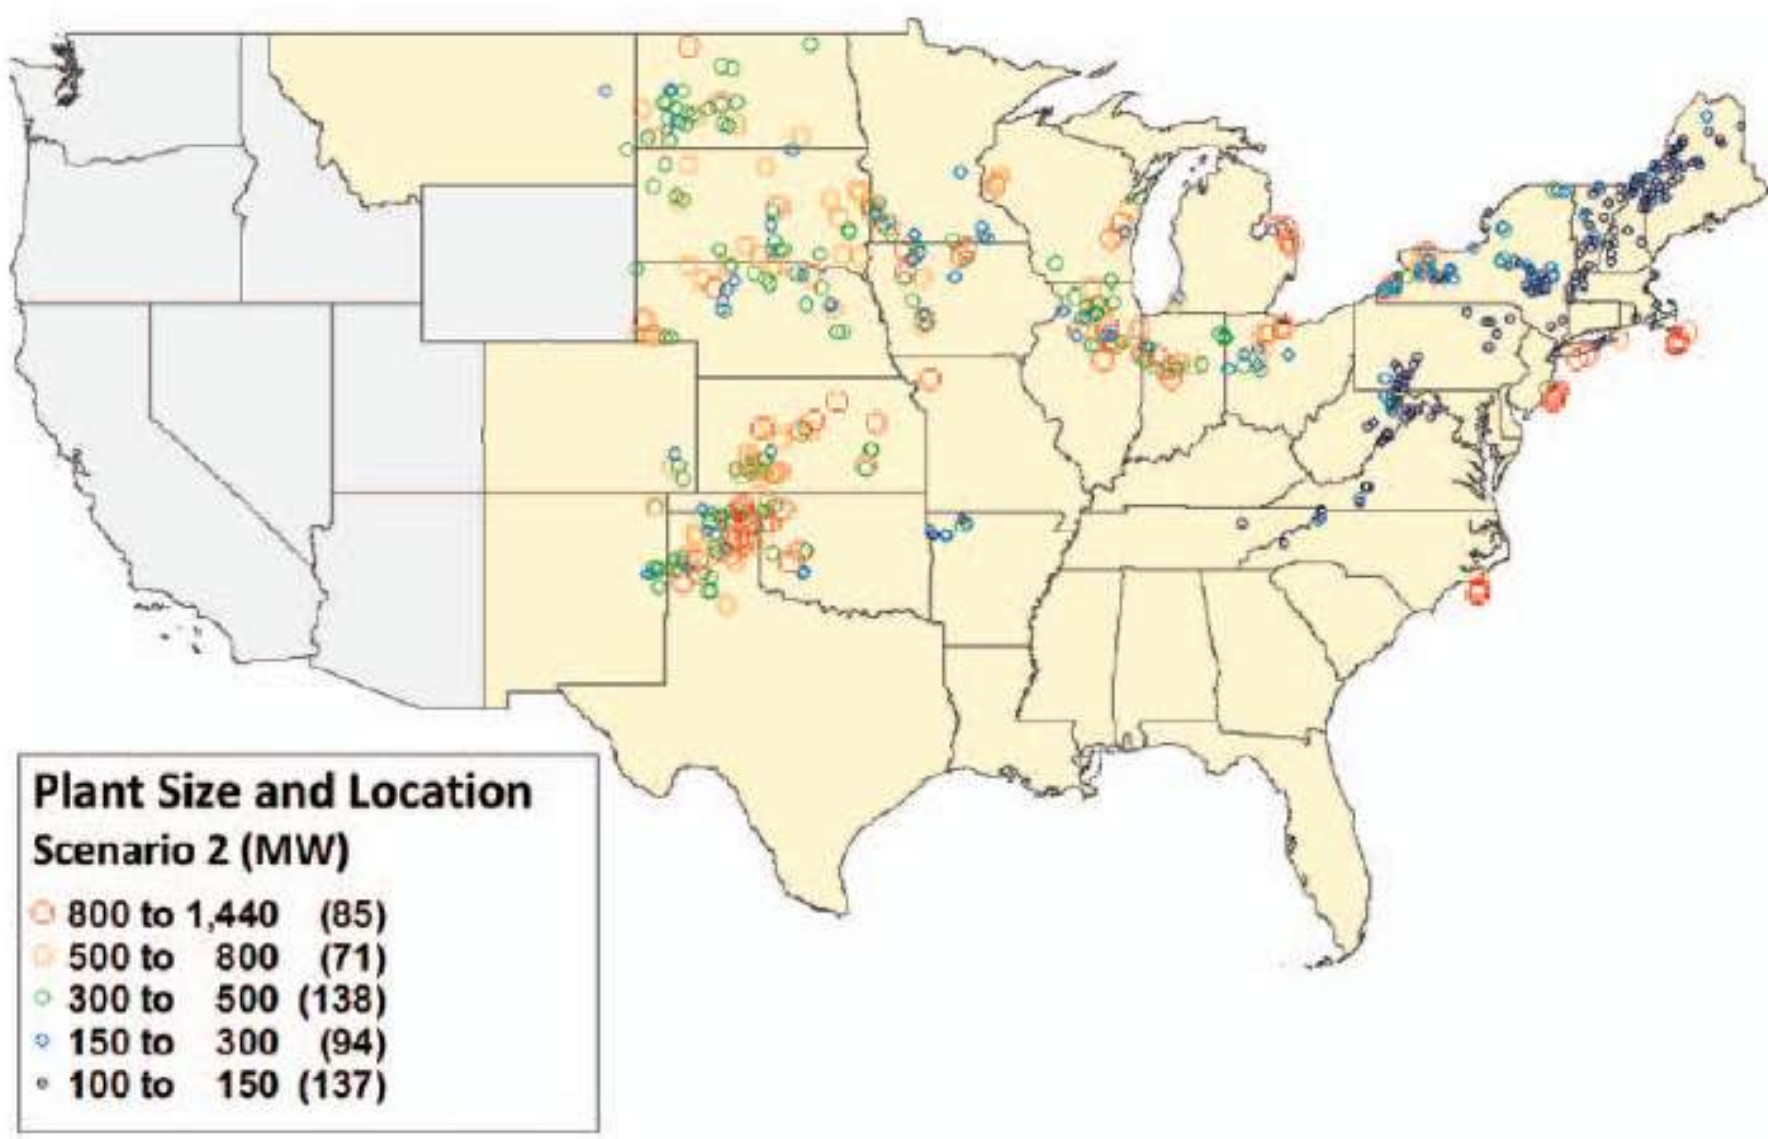 Plant Size and Location
Scenario 2 (MW)
800 to 1,440 (85)
500 to 800 (71)
300 to 500 (138)
150 to 300 (94)
100 to 150 (137)